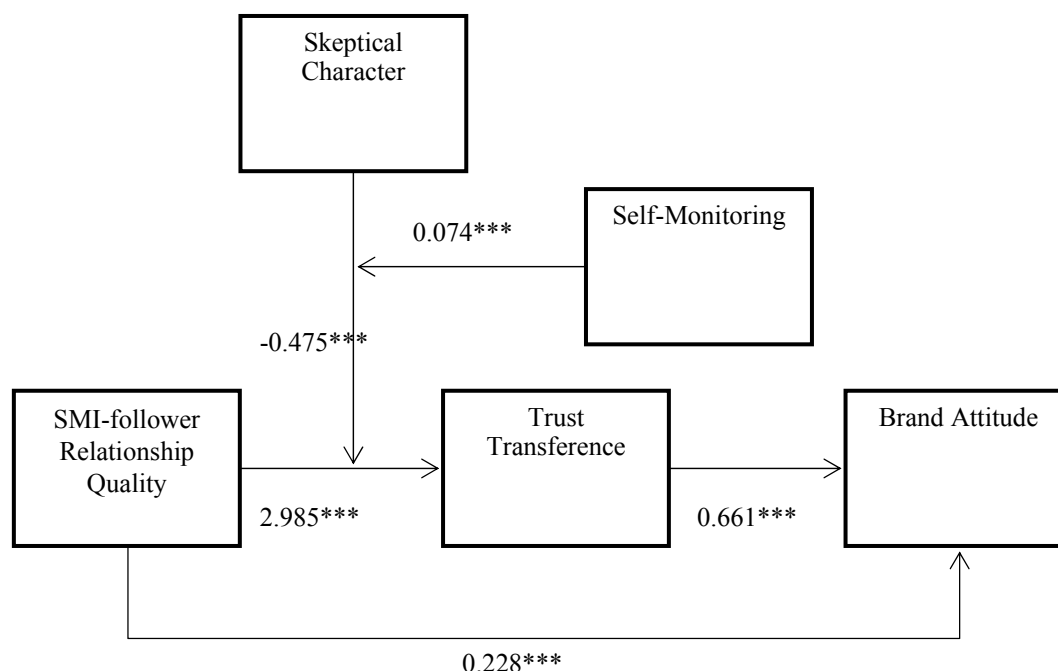 Skeptical
Character
Self-Monitoring
0.074***
-0.475***
SMI-follower
Relationship
Quality
Trust
Transference
Brand Attitude
2.985***
0.661***
0.228***